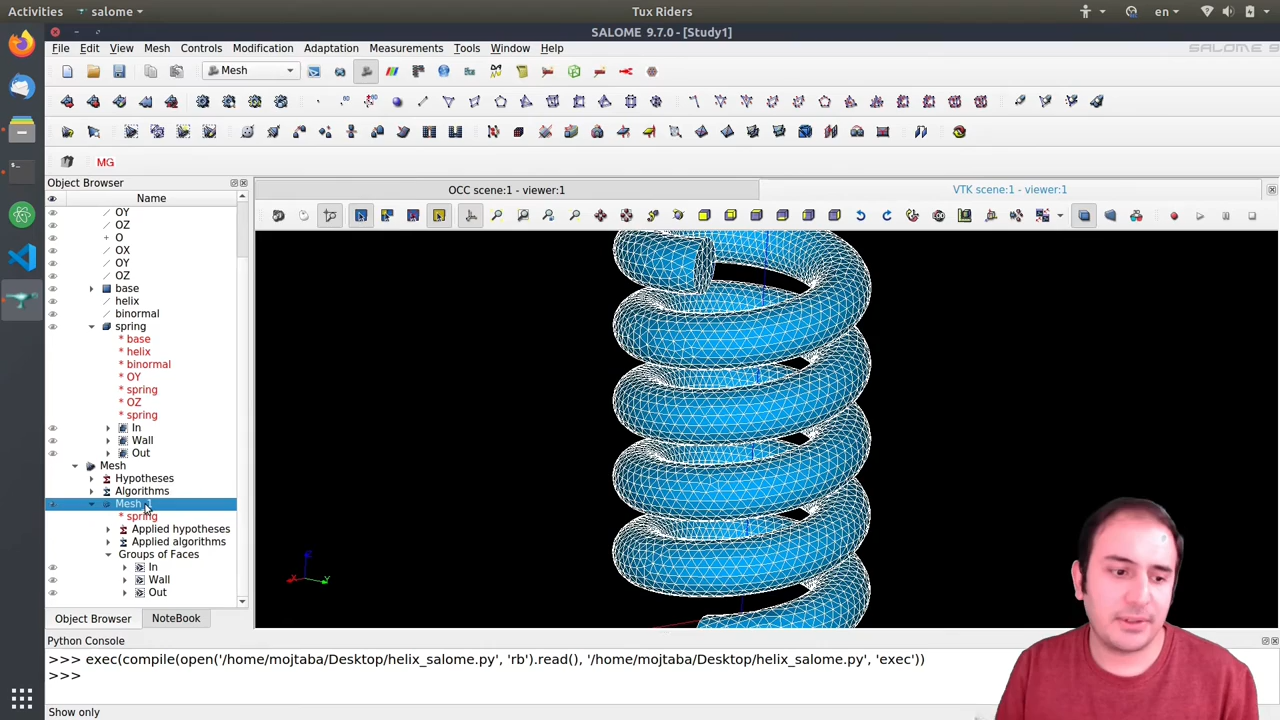 Activities
salome
Tux Riders
en
SALOME 9.7.0 - [Study1]
File Edit View Mesh Controls Modification Adaptation Measurements Tools Window Help
SALOME 9
Mesh
MG
Object Browser
OCC scene:1 - viewer:1
VTK scene:1 - viewer:1
Name
OY
OZ
O
OX
OY
OZ
base
helix
binormal
spring
* base
* helix
* binormal
* OY
* spring
* OZ
* spring
In
Wall
Out
Mesh
Hypotheses
Algorithms
Mesh_1
* spring
Applied hypotheses
Applied algorithms
Groups of Faces
In
Wall
Out
Object Browser
NoteBook
Python Console
>>> exec(compile(open('/home/mojtaba/Desktop/helix_salome.py', 'rb').read(), '/home/mojtaba/Desktop/helix_salome.py', 'exec'))
>>>
Show only